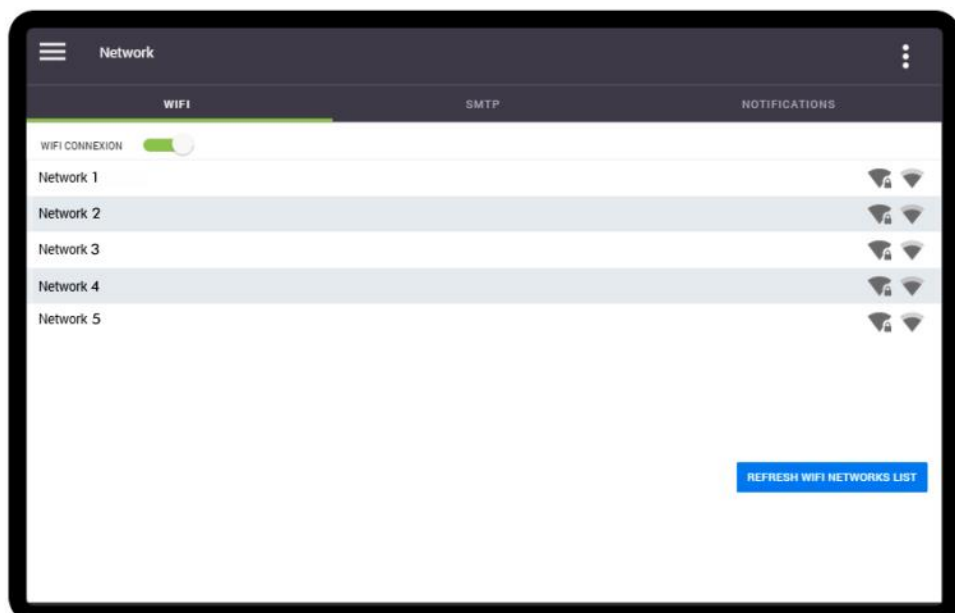 Network
WIFI SMTP NOTIFICATIONS
WIFI CONNEXION
Network 1
Network 2
Network 3
Network 4
Network 5
REFRESH WIFI NETWORKS LIST